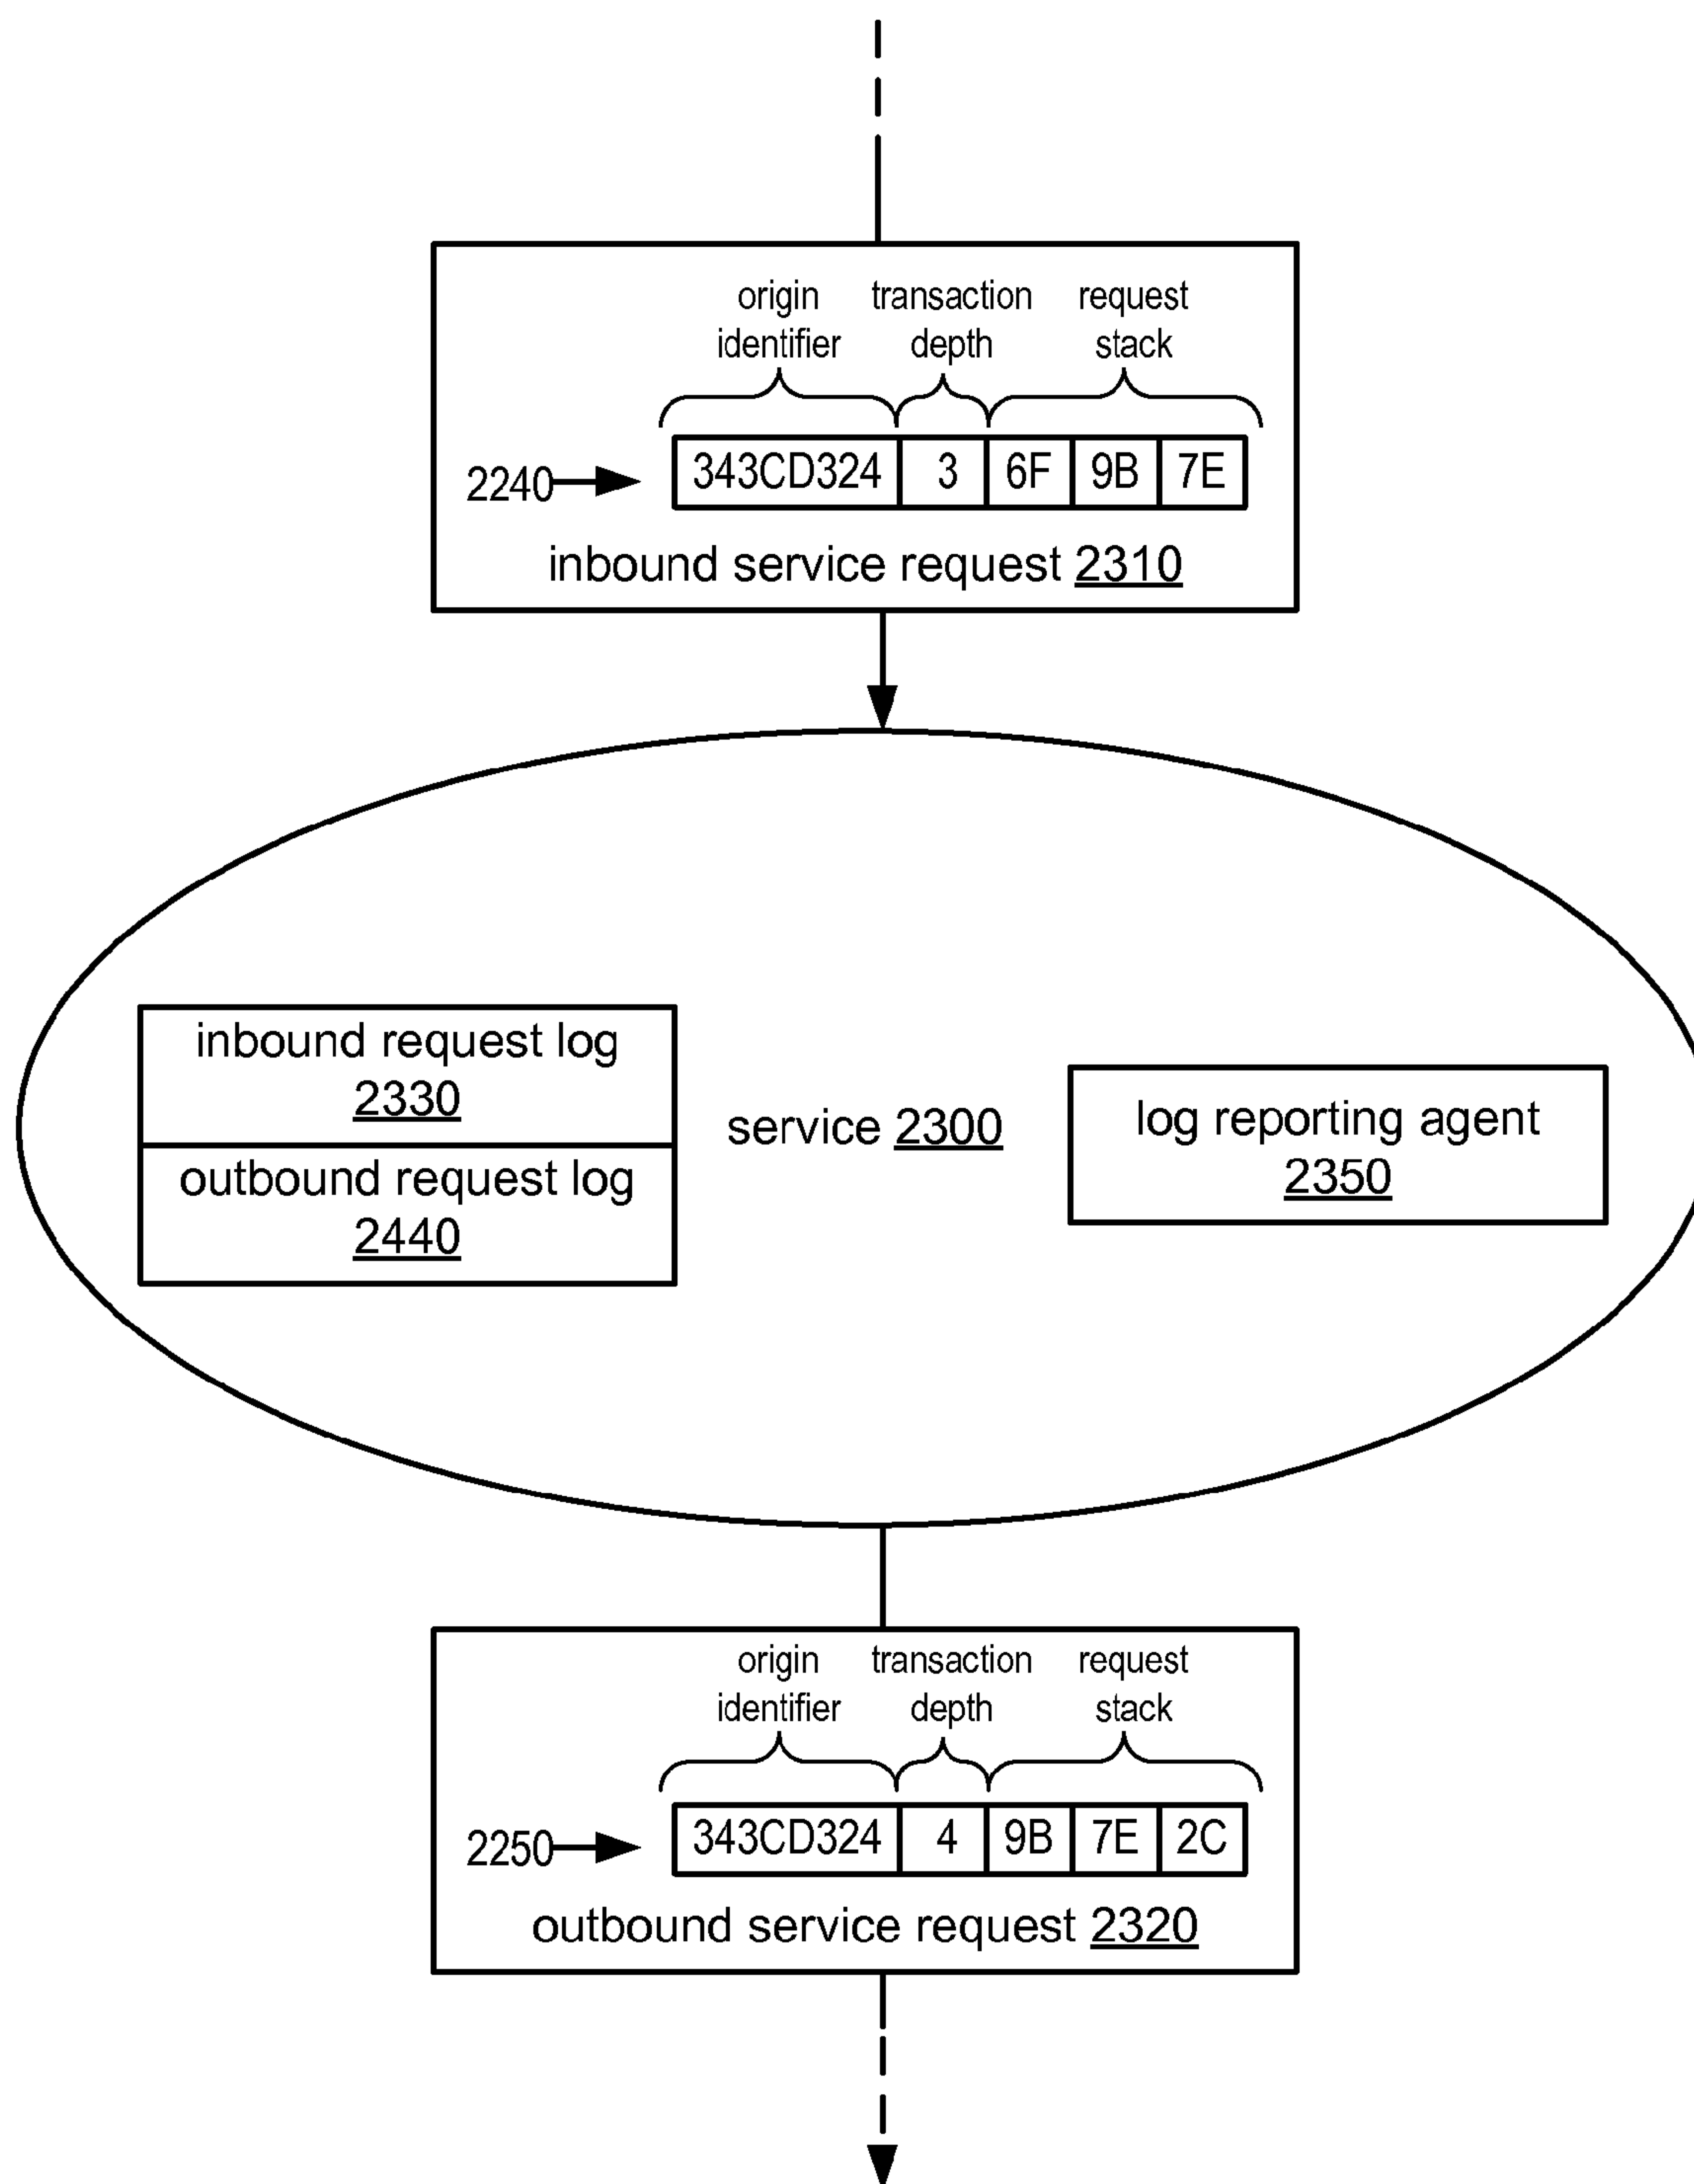 origin transaction request
identifier depth stack
2240 343CD324 3 6F 9B 7E
inbound service request 2310
inbound request log
2330
outbound request log
2440
service 2300
log reporting agent
2350
origin transaction request
identifier depth stack
2250 343CD324 4 9B 7E 2C
outbound service request 2320